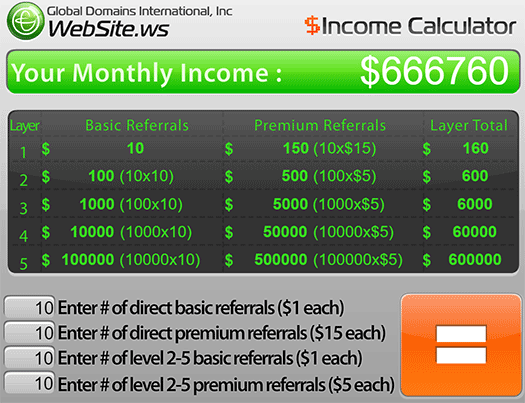 Global Domains International, Inc
WebSite.ws
$Income Calculator
Your Monthly Income : $666760
Layer Basic Referrals Premium Referrals Layer Total
1 $ 10 $ 150 (10x$15) $ 160
2 $ 100 (10x10) $ 500 (100x$5) $ 600
3 $ 1000 (100x10) $ 5000 (1000x$5) $ 6000
4 $ 10000 (1000x10) $ 50000 (10000x$5) $ 60000
5 $ 100000 (10000x10) $ 500000 (100000x$5) $ 600000
10 Enter # of direct basic referrals ($1 each)
10 Enter # of direct premium referrals ($15 each)
10 Enter # of level 2-5 basic referrals ($1 each)
10 Enter # of level 2-5 premium referrals ($5 each)
=